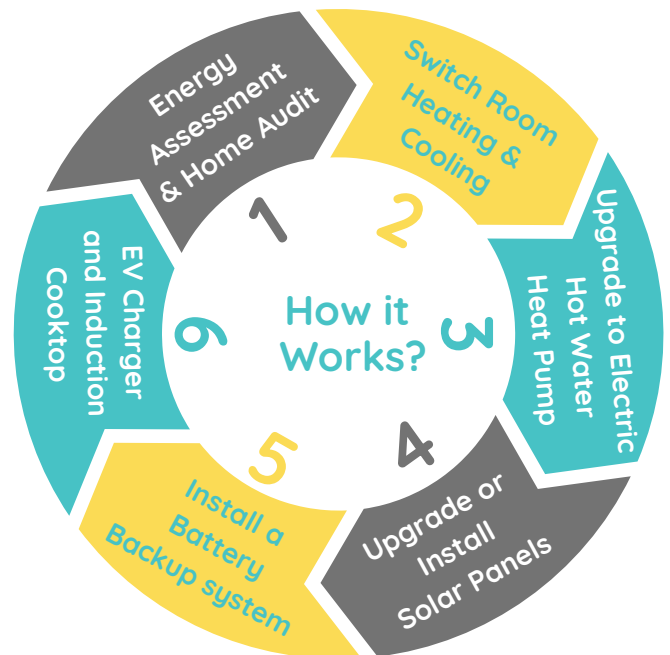 How it
Works?
1
Energy
Assessment
& Home Audit
2
Switch Room
Heating &
Cooling
3
Upgrade to Electric
Hot Water
Heat Pump
4
Upgrade or
Install
Solar Panels
5
Install a
Battery
Backup system
6
EV Charger
and Induction
Cooktop